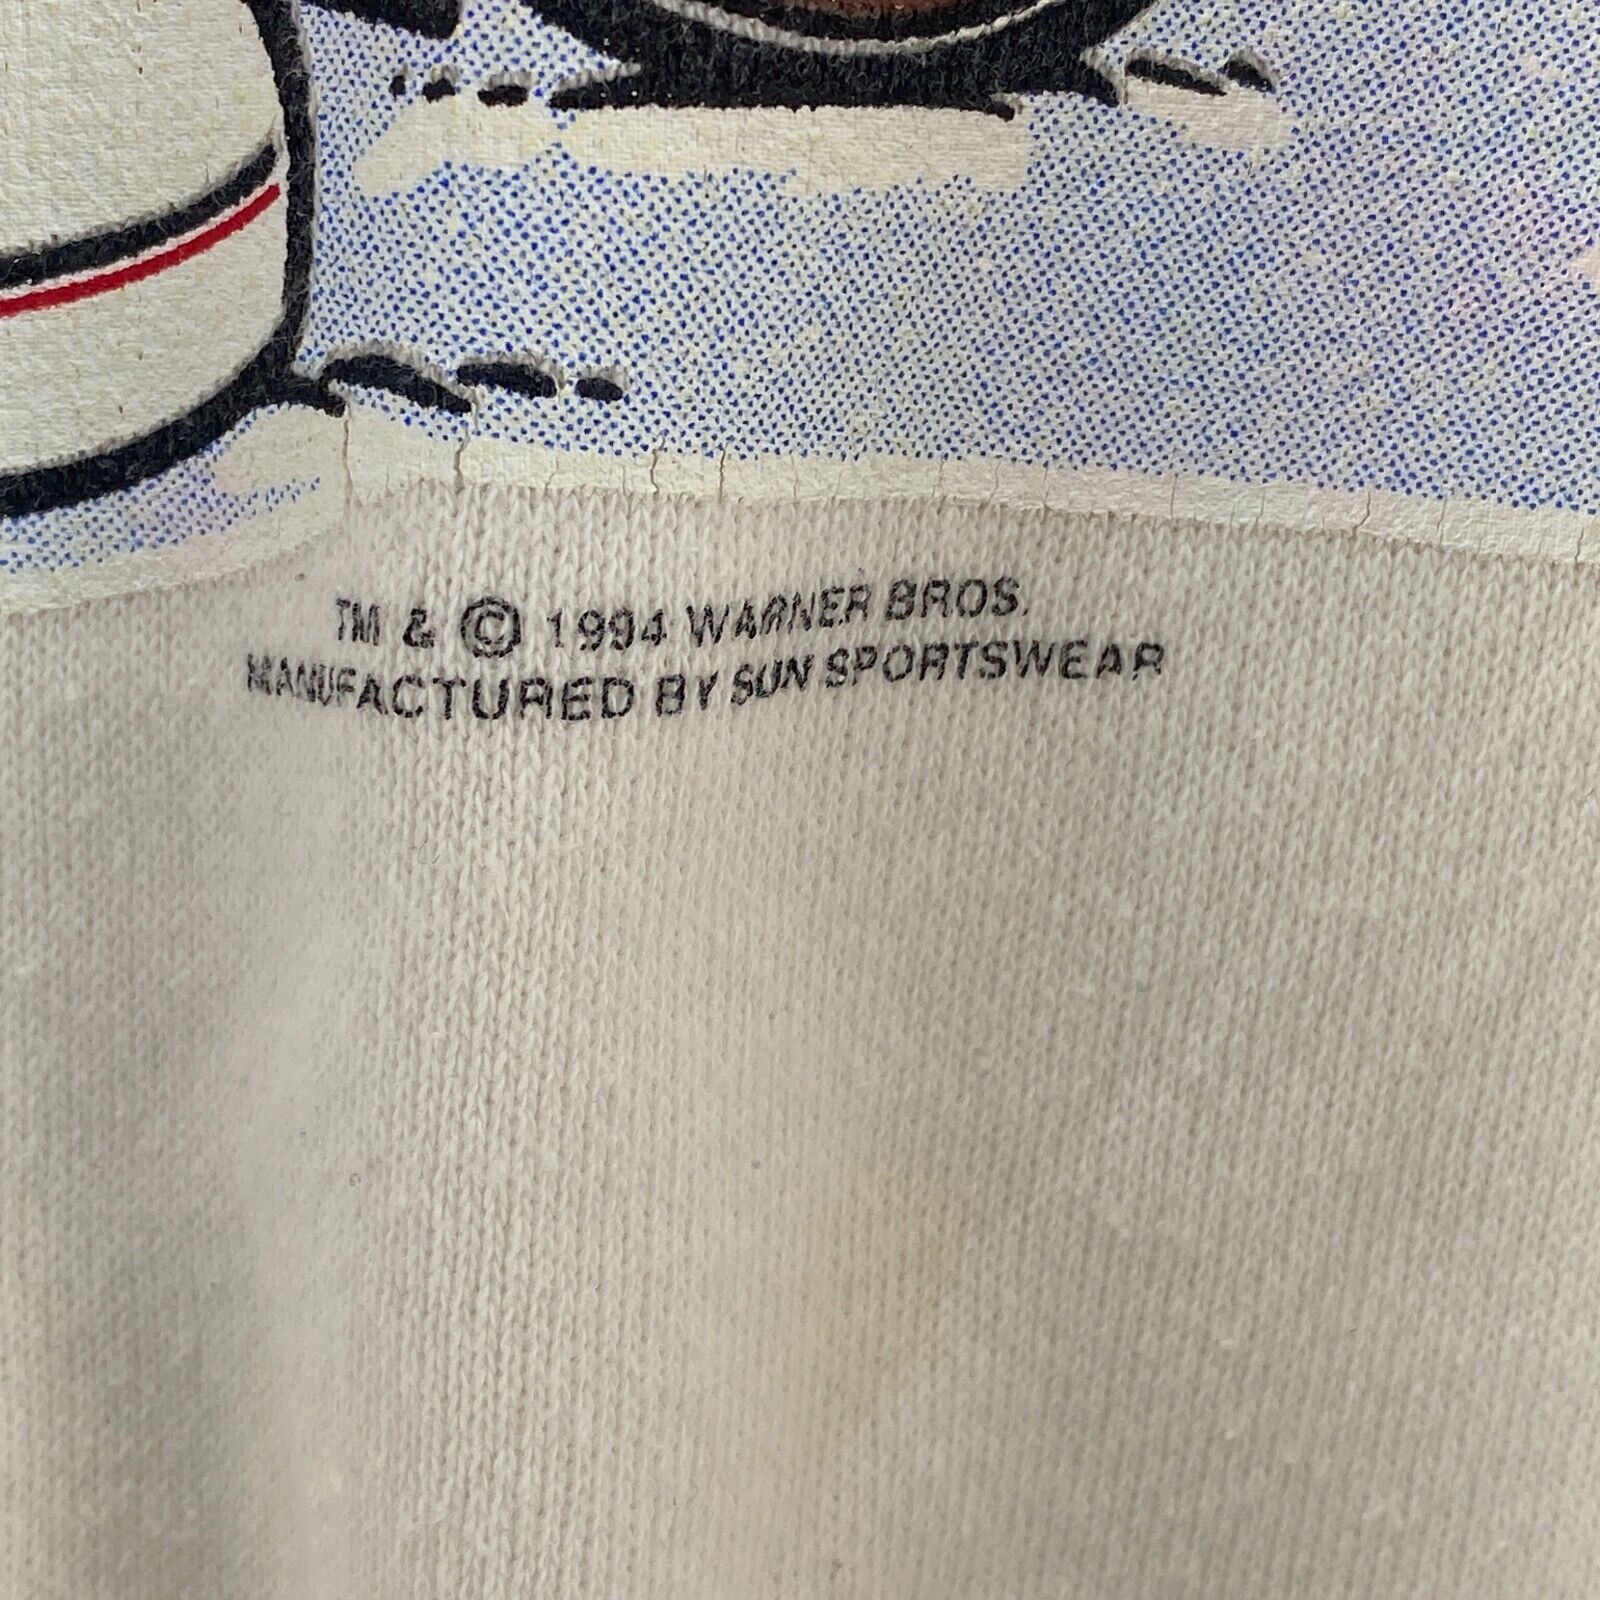 TM & © 1994 WARNER BROS.
MANUFACTURED BY SUN SPORTSWEAR